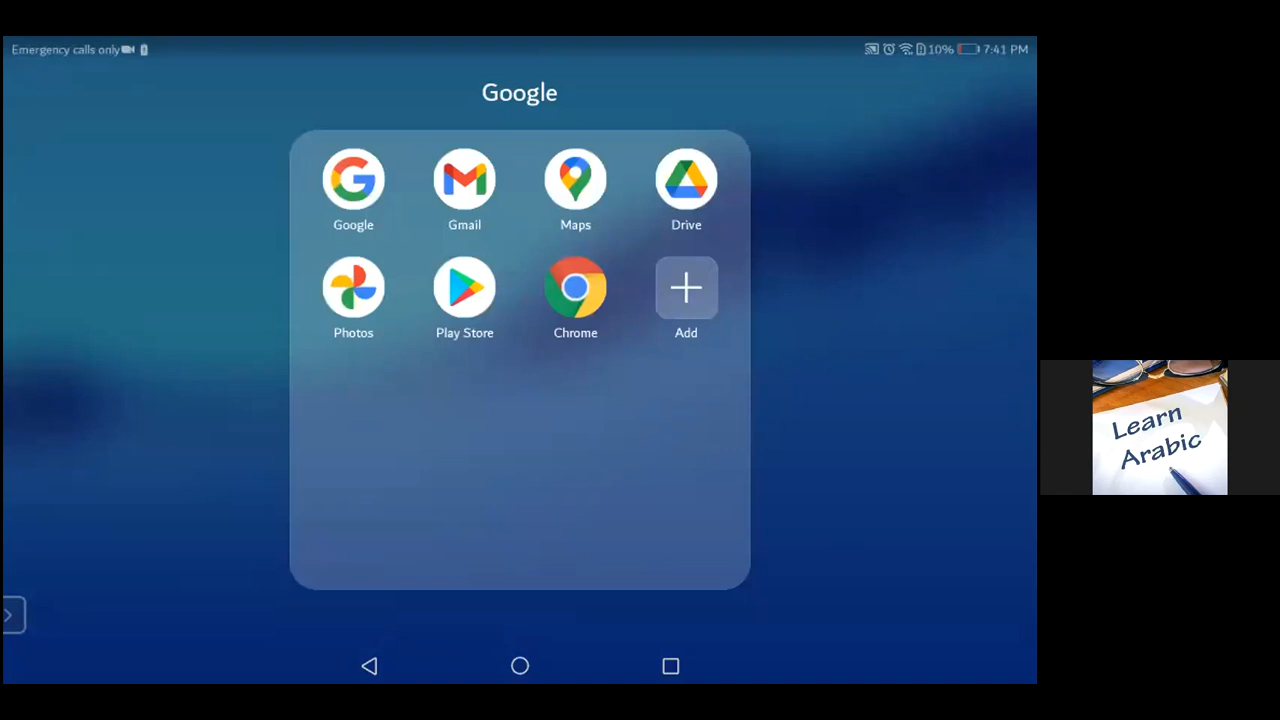 Emergency calls only
10% 7:41 PM
Google
Google Gmail Maps Drive
Photos Play Store Chrome Add
Learn
Arabic